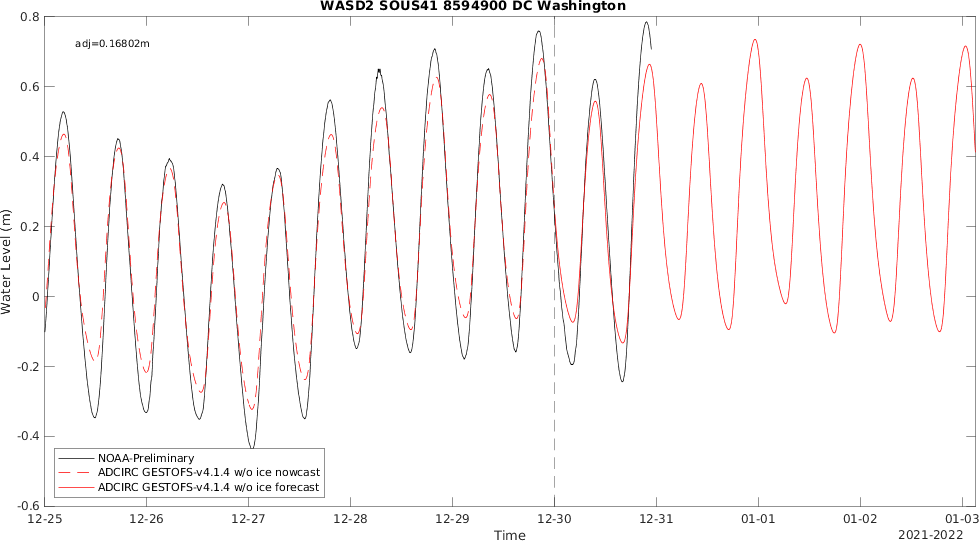 WASD2 SOUS41 8594900 DC Washington
adj=0.16802m
0.8
0.6
0.4
0.2
0
-0.2
-0.4
-0.6
Water Level (m)
NOAA-Preliminary
ADCIRC GESTOFS-v4.1.4 w/o ice nowcast
ADCIRC GESTOFS-v4.1.4 w/o ice forecast
12-25 12-26 12-27 12-28 12-29 12-30 12-31 01-01 01-02 01-03
Time
2021-2022